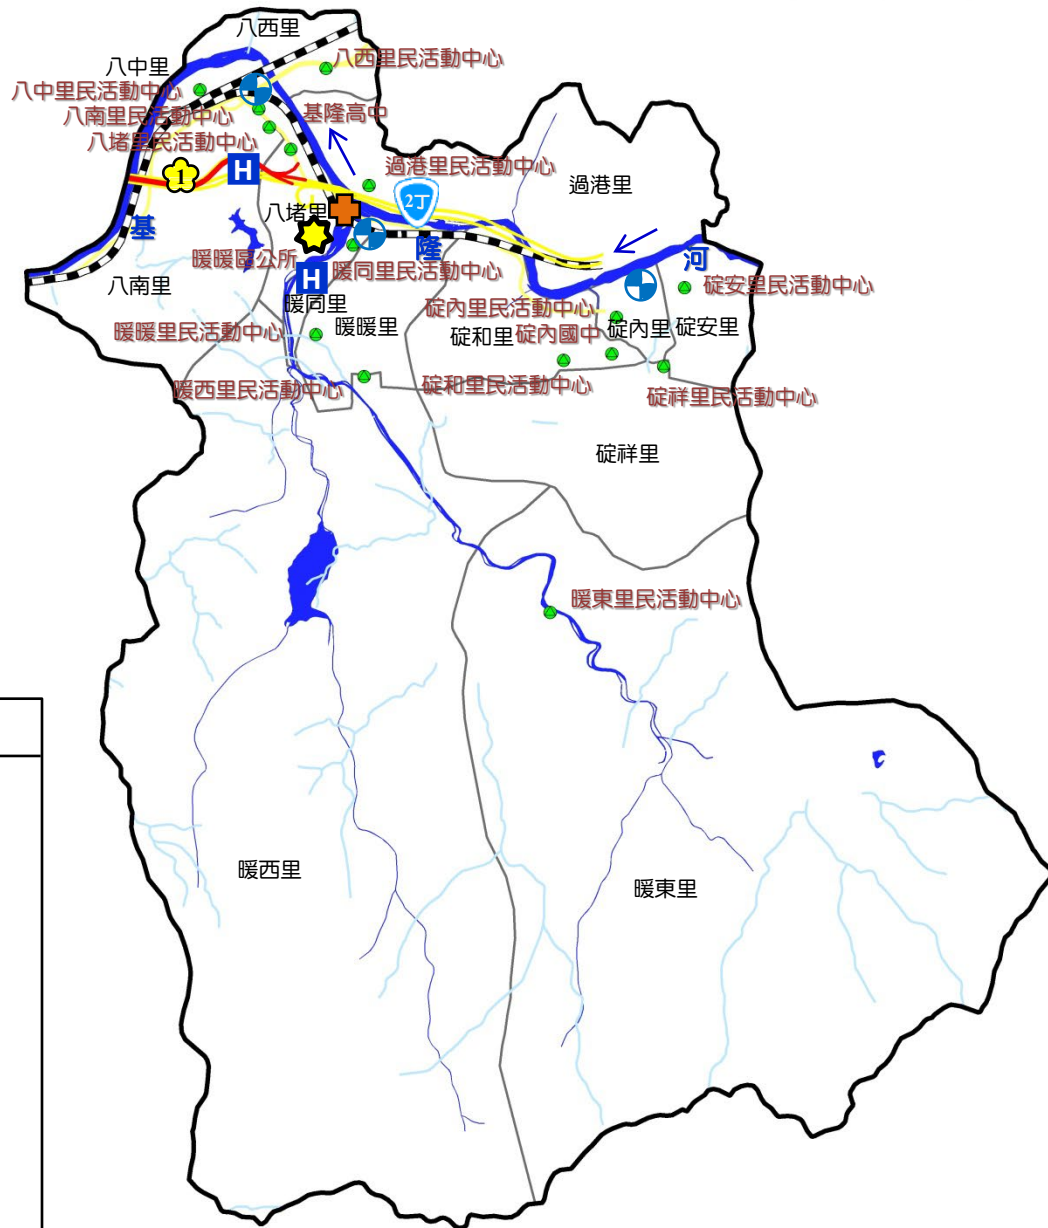 八西里
八西里民活動中心
八中里
八中里民活動中心
八南里民活動中心
基隆高中
八堵里民活動中心
過港里民活動中心
1
H
2丁
過港里
八堵里
基
隆
河
暖暖區公所
暖同里民活動中心
H
八南里
暖同里
碇安里民活動中心
碇內里民活動中心
暖暖里民活動中心
暖暖里
碇和里
碇內國中
碇內里
碇安里
暖西里民活動中心
碇和里民活動中心
碇祥里民活動中心
碇祥里
暖東里民活動中心
暖西里
暖東里